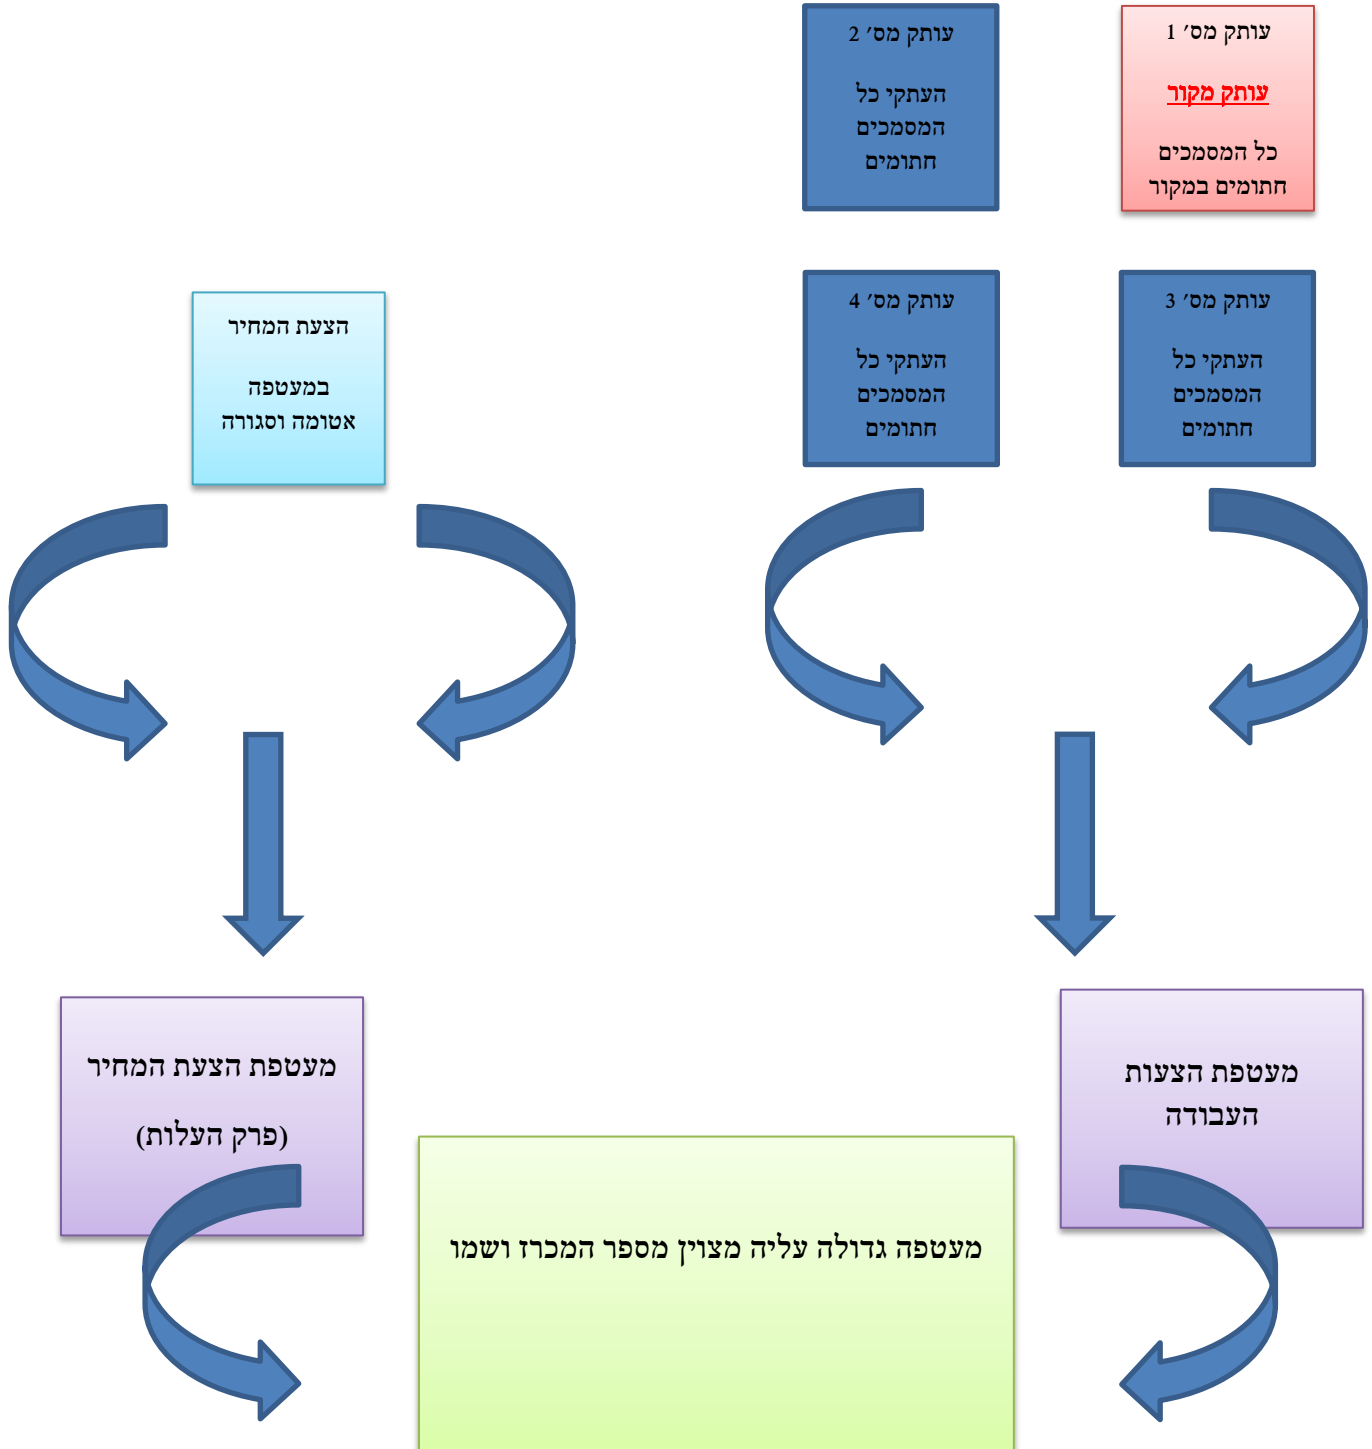 עותק מס' 1
עותק מקור
כל המסמכים
חתומים במקור
עותק מס' 2
העתקי כל
המסמכים
חתומים
עותק מס' 3
העתקי כל
המסמכים
חתומים
עותק מס' 4
העתקי כל
המסמכים
חתומים
הצעת המחיר
במעטפה
אטומה וסגורה
מעטפת הצעות
העבודה
מעטפת הצעת המחיר
(פרק העלות)
מעטפה גדולה עליה מצוין מספר המכרז ושמו